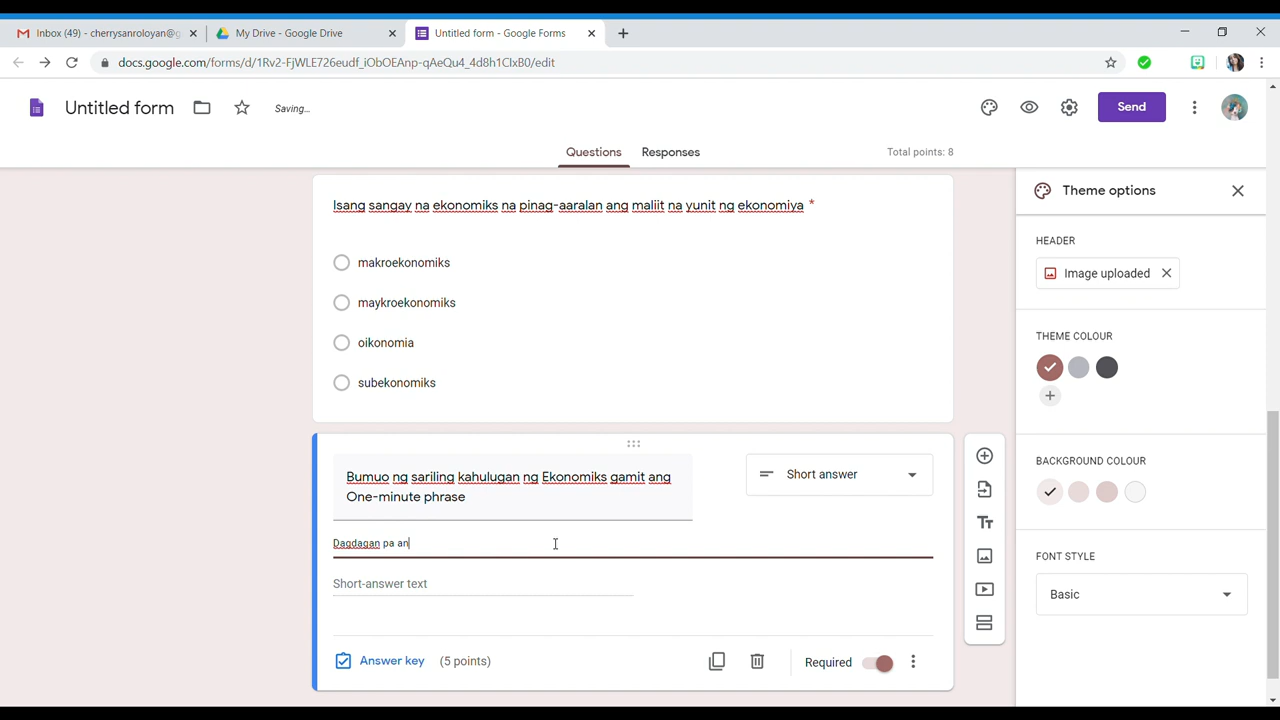 Inbox (49) - cherrysanroloyan@g
My Drive - Google Drive
Untitled form - Google Forms
docs.google.com/forms/d/1Rv2-FjWLE726eudf_iObOEAnp-qAeQu4_4d8h1ClxB0/edit
Untitled form
Saving...
Send
Questions
Responses
Total points: 8
Isang sangay na ekonomiks na pinag-aaralan ang maliit na yunit ng ekonomiya *
makroekonomiks
maykroekonomiks
oikonomia
subekonomiks
Bumuo ng sariling kahulugan ng Ekonomiks gamit ang
One-minute phrase
Short answer
Dagdagan pa an
Short-answer text
Answer key
(5 points)
Required
Theme options
HEADER
Image uploaded
THEME COLOUR
BACKGROUND COLOUR
FONT STYLE
Basic